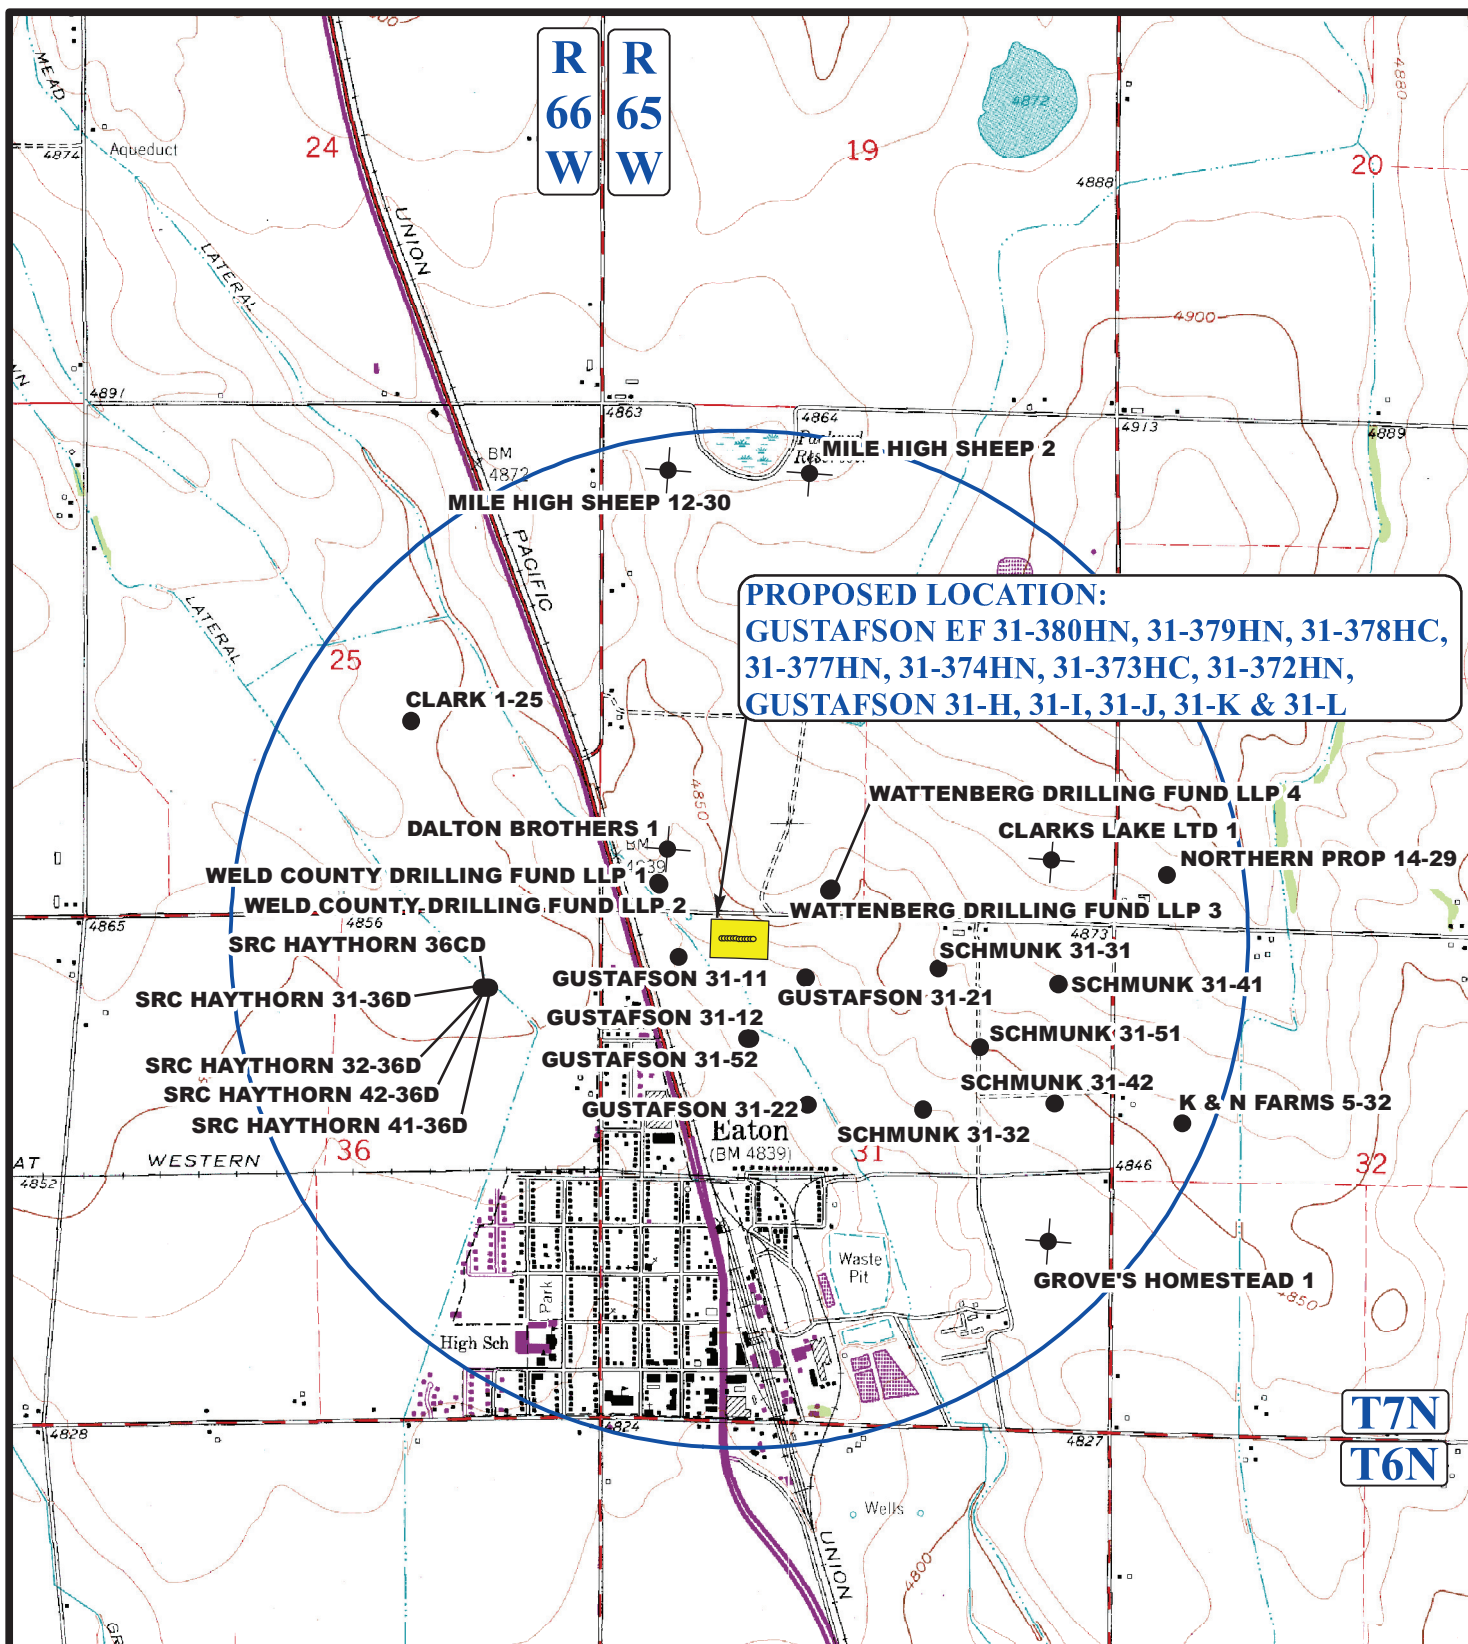 R
66
W
R
65
W
MEAD
4874
Aqueduct
24
19
4872
4880
20
4888
UNION
LATERAL
4900
4891
4863
4864
4913
4889
BM
4872
MILE HIGH SHEEP 2
MILE HIGH SHEEP 12-30
PACIFIC
LATERAL
25
PROPOSED LOCATION:
GUSTAFSON EF 31-380HN, 31-379HN, 31-378HC,
31-377HN, 31-374HN, 31-373HC, 31-372HN,
GUSTAFSON 31-H, 31-I, 31-J, 31-K & 31-L
CLARK 1-25
4850
WATTENBERG DRILLING FUND LLP 4
DALTON BROTHERS 1
BM
4839
CLARKS LAKE LTD 1
NORTHERN PROP 14-29
WELD COUNTY DRILLING FUND LLP 1
WELD COUNTY DRILLING FUND LLP 2
WATTENBERG DRILLING FUND LLP 3
4865
4856
4873
SRC HAYTHORN 36CD
SCHMUNK 31-31
GUSTAFSON 31-11
SCHMUNK 31-41
SRC HAYTHORN 31-36D
GUSTAFSON 31-21
GUSTAFSON 31-12
SCHMUNK 31-51
GUSTAFSON 31-52
SRC HAYTHORN 32-36D
SCHMUNK 31-42
SRC HAYTHORN 42-36D
GUSTAFSON 31-22
K & N FARMS 5-32
SRC HAYTHORN 41-36D
Eaton
(BM 4839)
SCHMUNK 31-32
36
31
32
AT WESTERN
4852
4846
Waste
Pit
GROVE'S HOMESTEAD 1
4850
Park
High Sch
T7N
4828
4824
4827
T6N
Wells
UNION
4800
GR